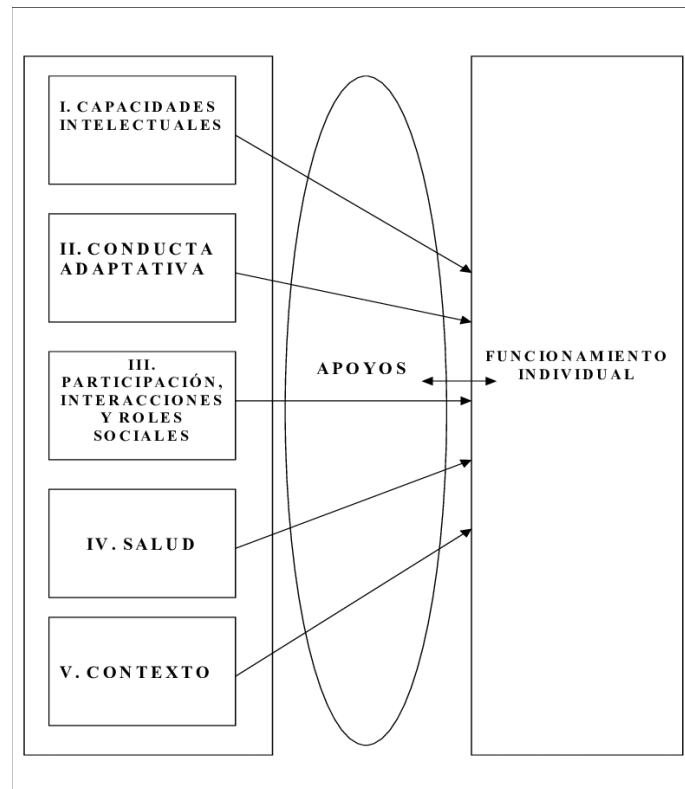 I. CAPACIDADES
INTELECTUALES
II. CONDUCTA
ADAPTATIVA
III.
PARTICIPACIÓN,
INTERACCIONES
Y ROLES
SOCIALES
IV. SALUD
V. CONTEXTO
APOYOS
FUNCIONAMIENTO
INDIVIDUAL